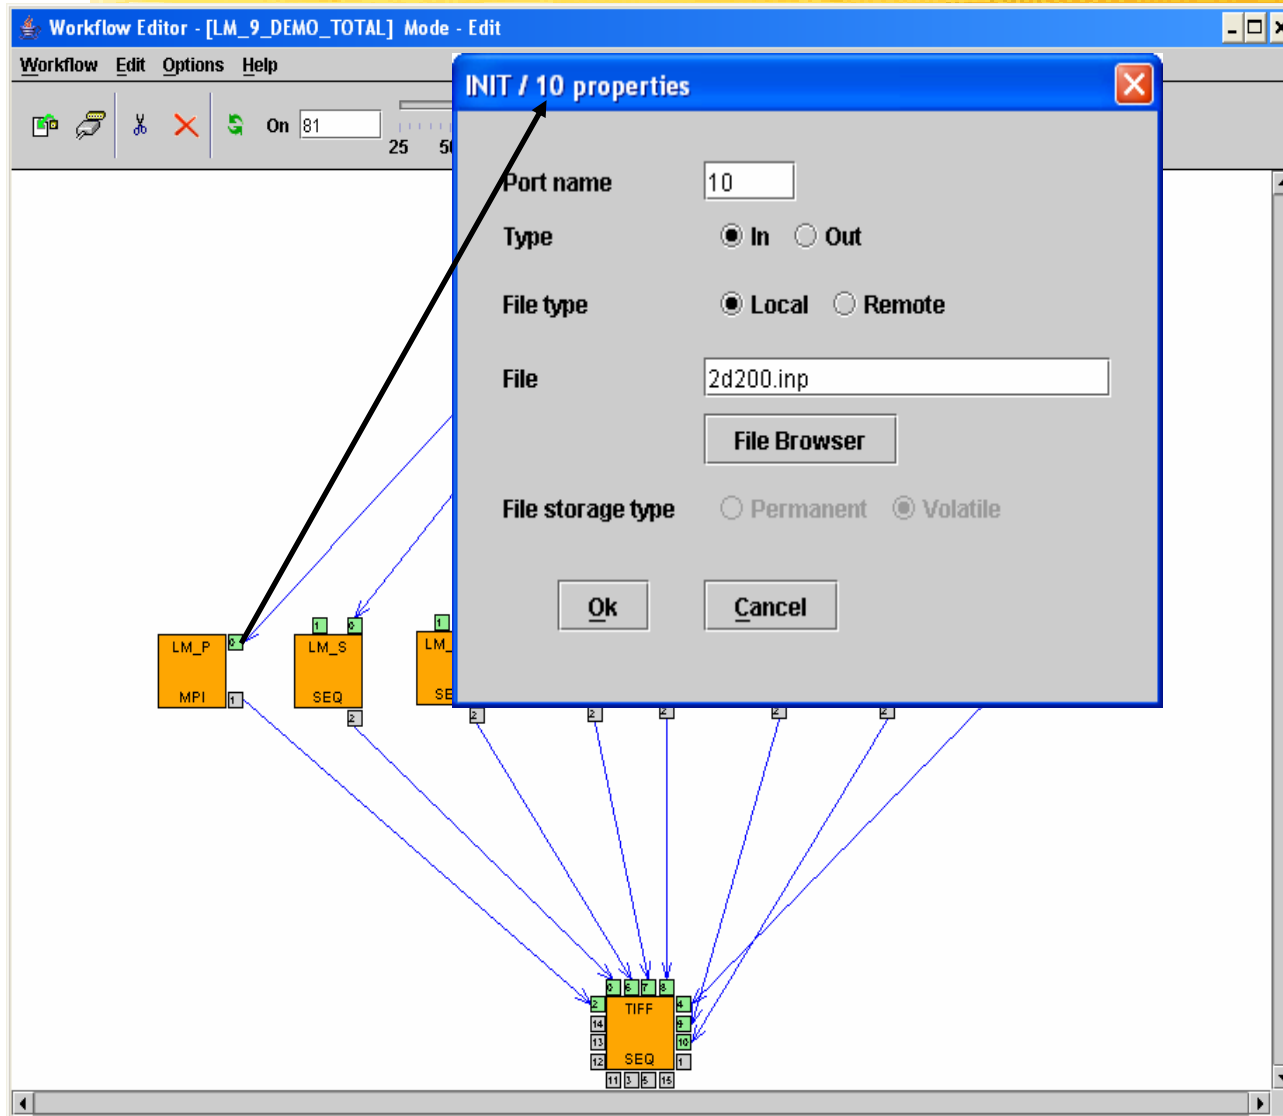 Workflow Editor - [LM_9_DEMO_TOTAL] Mode - Edit
Workflow Edit Options Help
On 81
25
INIT / 10 properties
Port name 10
Type In Out
File type Local Remote
File 2d200.inp
File Browser
File storage type Permanent Volatile
Ok Cancel
0 1 0 1
LM_P LM_S LM_
MPI SEQ SE
1 2 2 2 2 2 2
0 6 7 8
2 TIFF 4
14 9
13 10
12 SEQ 1
11 3 5 15